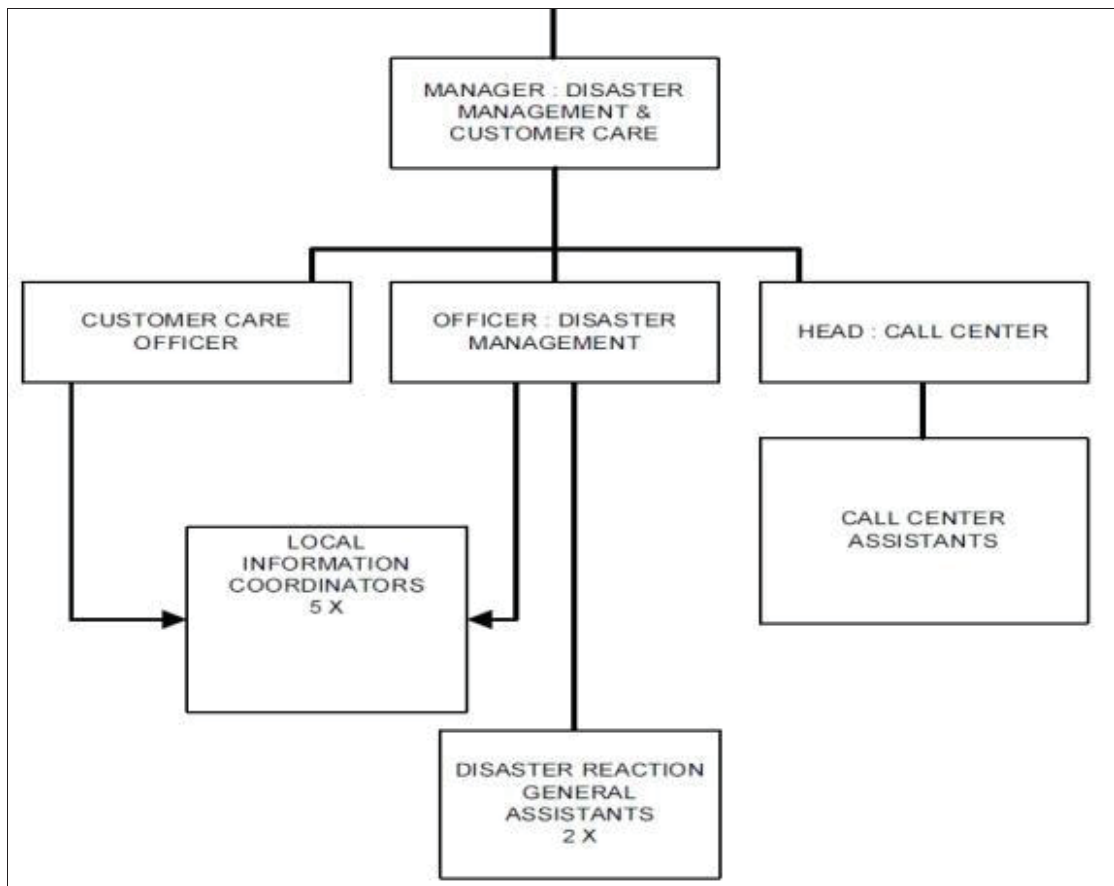 MANAGER : DISASTER
MANAGEMENT &
CUSTOMER CARE
CUSTOMER CARE
OFFICER
OFFICER : DISASTER
MANAGEMENT
HEAD : CALL CENTER
CALL CENTER
ASSISTANTS
LOCAL
INFORMATION
COORDINATORS
5 X
DISASTER REACTION
GENERAL
ASSISTANTS
2 X